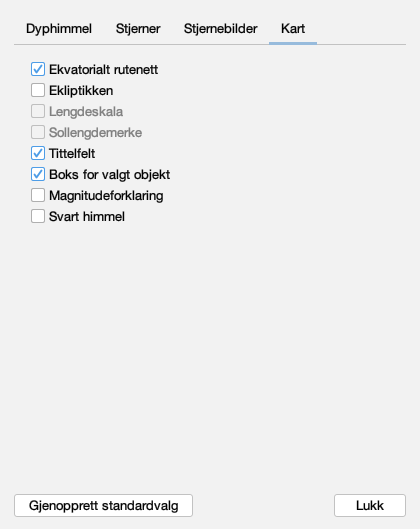 Dyphimmel Stjerner Stjernebilder Kart
Ekvatorialt rutenett
Ekliptikken
Lengdeskala
Sollengdemerke
Tittelfelt
Boks for valgt objekt
Magnitudeforklaring
Svart himmel
Gjenopprett standardvalg Lukk